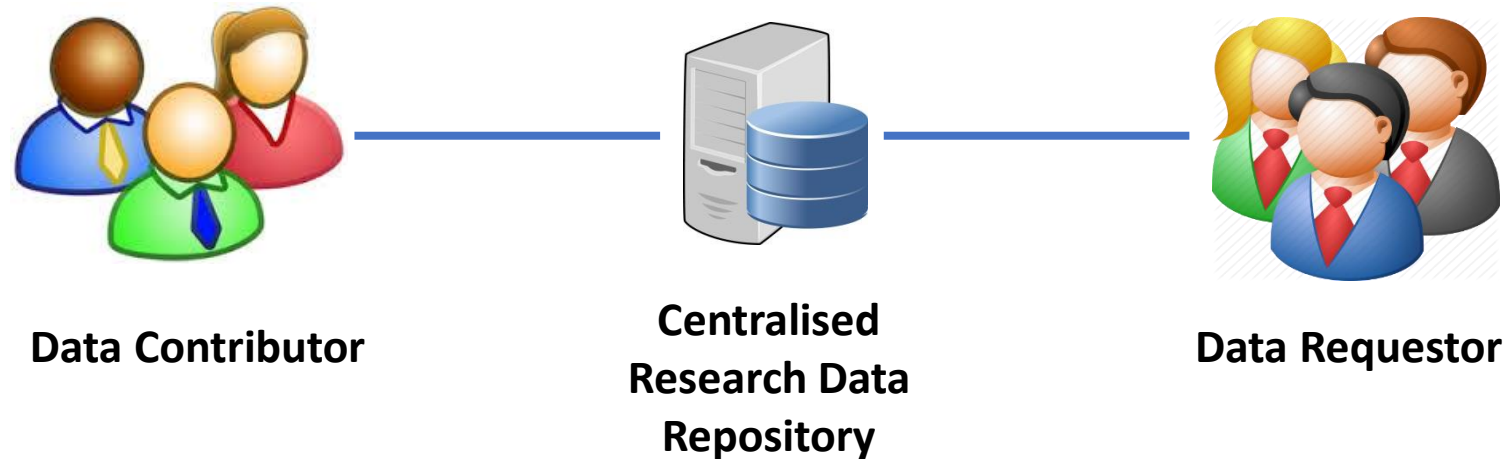 Data Contributor
Centralised
Research Data
Repository
Data Requestor